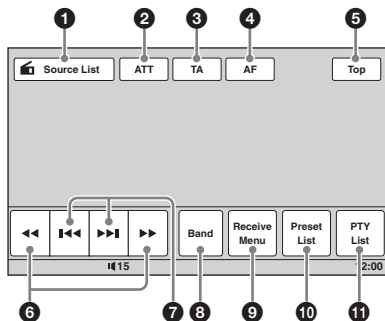 1 2 3 4 5
Source List ATT TA AF Top
Band Receive Menu Preset List PTY List
15 12:00
6 7 8 9 10 11